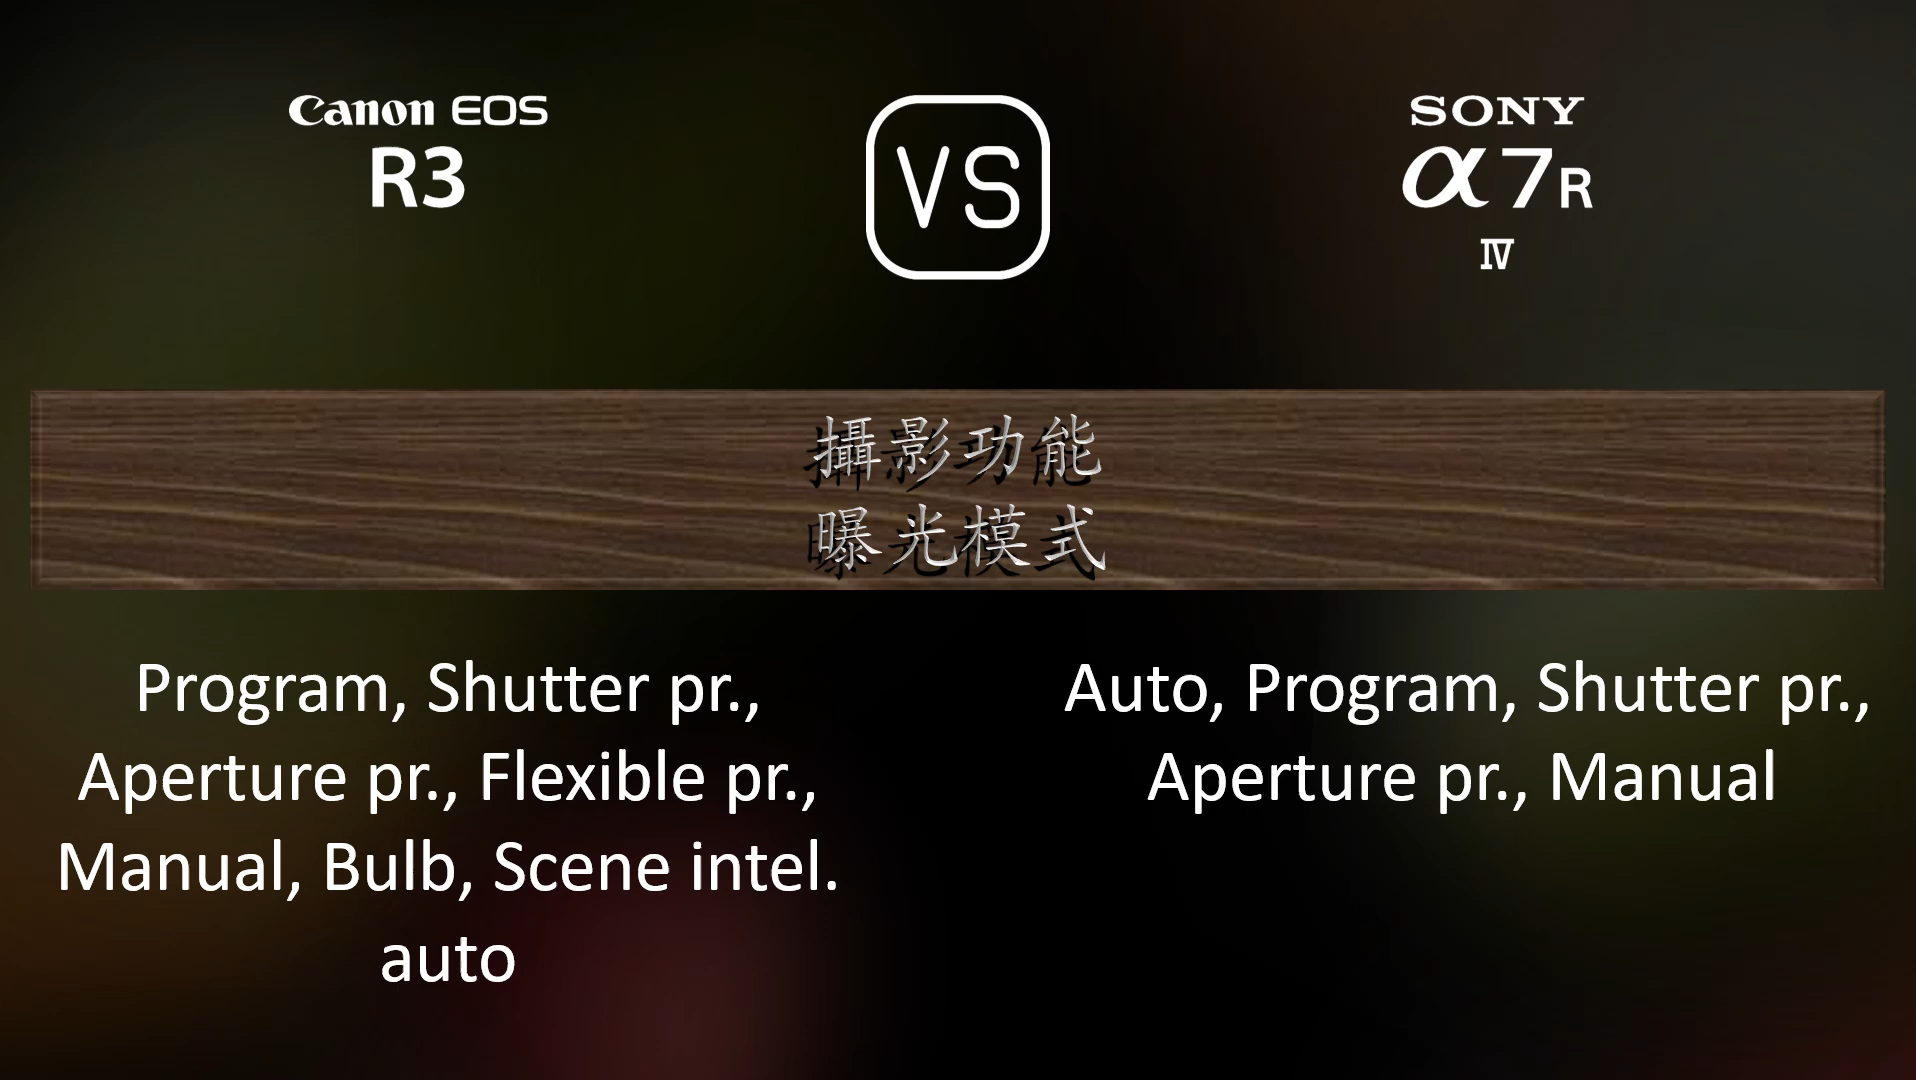 Canon EOS
R3
VS
SONY
α7R
IV
攝影功能
曝光模式
Program, Shutter pr.,
Aperture pr., Flexible pr.,
Manual, Bulb, Scene intel.
auto
Auto, Program, Shutter pr.,
Aperture pr., Manual